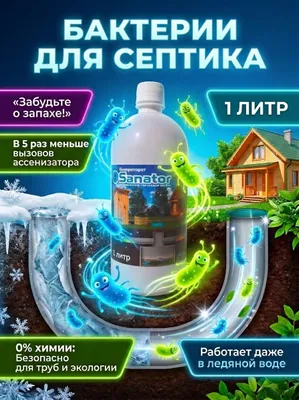 БАКТЕРИИ
ДЛЯ СЕПТИКА
«Забудьте
о запахе!»
1 ЛИТР
В 5 раз меньше
вызовов
ассенизатора
Sanator
литр
0% химии:
Безопасно
для труб и экологии
Работает даже
в ледяной воде